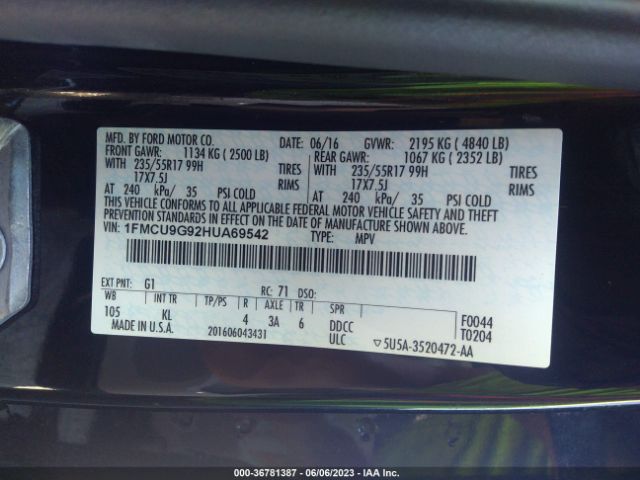 MFD. BY FORD MOTOR CO. DATE: 06/16 GVWR: 2195 KG ( 4840 LB)
FRONT GAWR: 1134 KG ( 2500 LB) REAR GAWR: 1067 KG ( 2352 LB)
WITH 235/55R17 99H TIRES WITH 235/55R17 99H TIRES
17X7.5J RIMS 17X7.5J RIMS
AT 240 kPa/ 35 PSI COLD AT 240 kPa/ 35 PSI COLD
THIS VEHICLE CONFORMS TO ALL APPLICABLE FEDERAL MOTOR VEHICLE SAFETY AND THEFT
PREVENTION STANDARDS IN EFFECT ON THE DATE OF MANUFACTURE SHOWN ABOVE.
VIN: 1FMCU9G92HUA69542 TYPE: MPV
EXT PNT: G1 RC: 71 DSO:
WB INT TR TP/PS R AXLE TR SPR
105 KL 4 3A 6 DDCC F0044
MADE IN U.S.A. 201606043431 ULC T0204
▽5U5A-3520472-AA
000-36781387 - 06/06/2023 - IAA Inc.